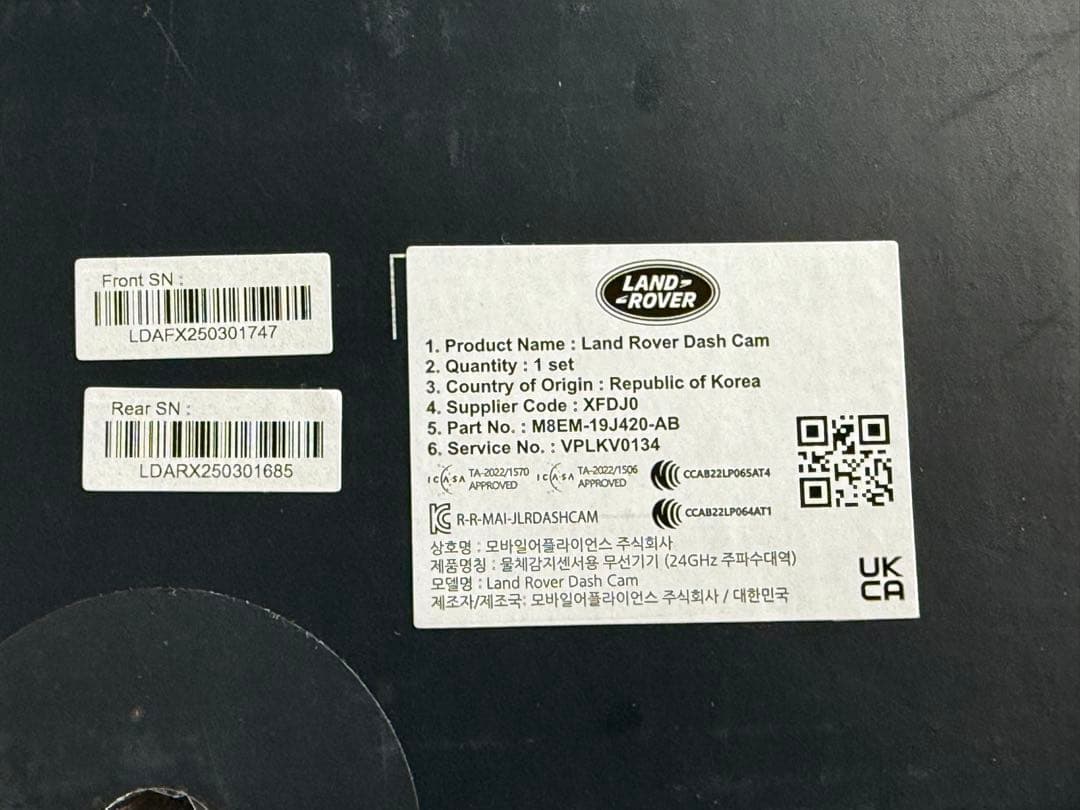 Front SN :
LDAFX250301747
Rear SN :
LDARX250301685
LAND
ROVER
1. Product Name : Land Rover Dash Cam
2. Quantity : 1 set
3. Country of Origin : Republic of Korea
4. Supplier Code : XFDJ0
5. Part No. : M8EM-19J420-AB
6. Service No. : VPLKV0134
ICASA TA-2022/1570 APPROVED ICASA TA-2022/1506 APPROVED CCAB22LP065AT4
R-R-MAI-JLRDASHCAM CCAB22LP064AT1
상호명 : 모바일어플라이언스 주식회사
제품명칭 : 물체감지센서용 무선기기 (24GHz 주파수대역)
모델명 : Land Rover Dash Cam
제조자/제조국: 모바일어플라이언스 주식회사 / 대한민국
UK
CA